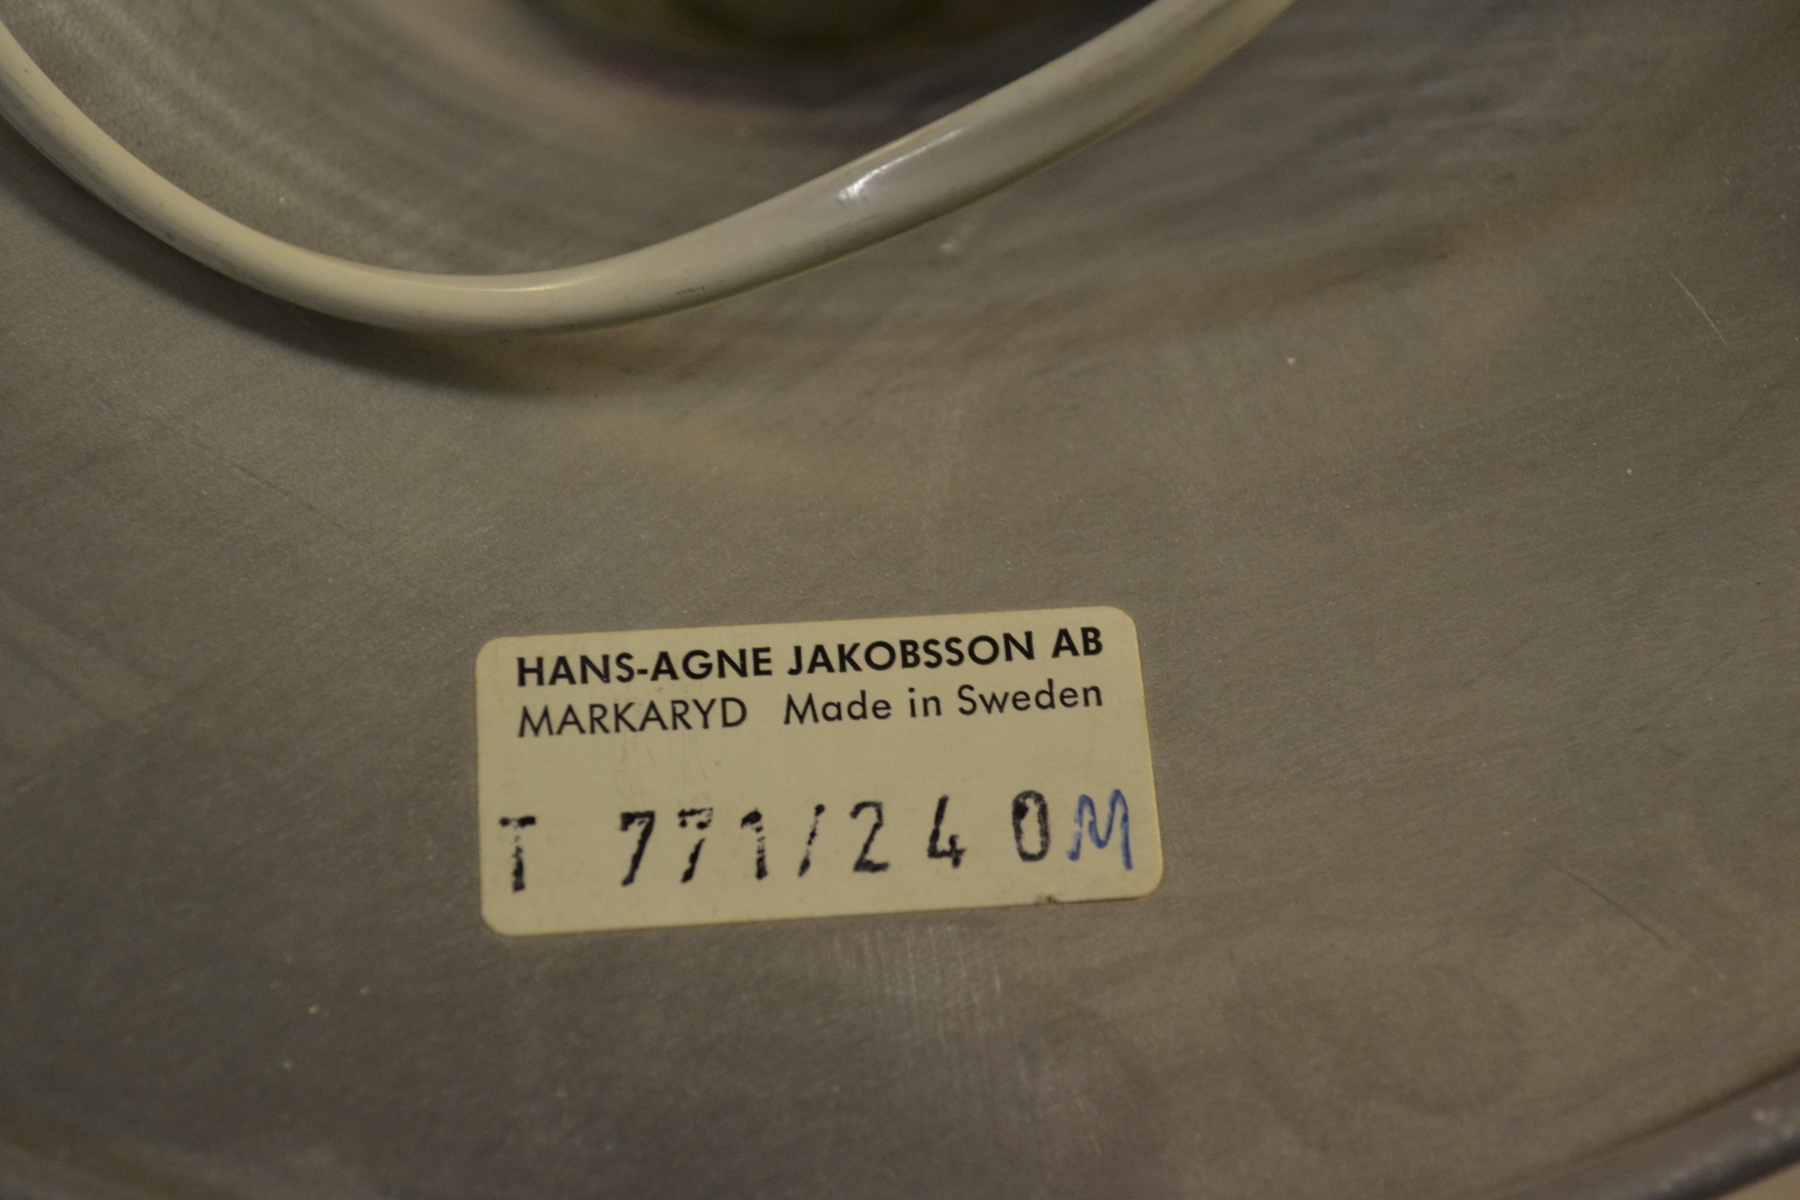 HANS-AGNE JAKOBSSON AB
MARKARYD Made in Sweden
T 771/240M